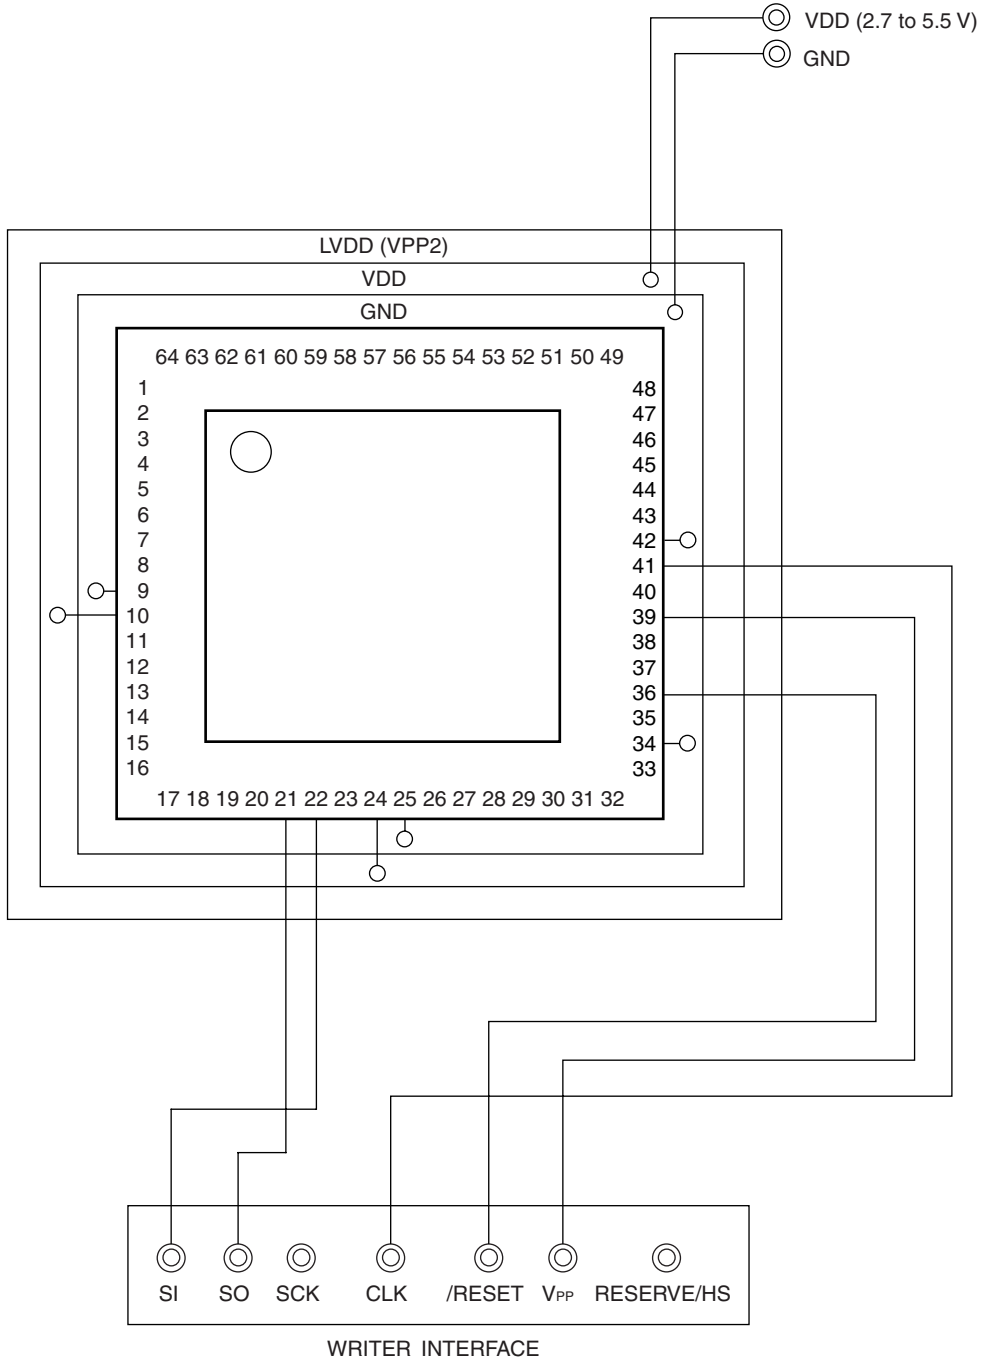 VDD (2.7 to 5.5 V)
GND
LVDD (VPP2)
VDD
GND
64 63 62 61 60 59 58 57 56 55 54 53 52 51 50 49
1 48
2 47
3 46
4 45
5 44
6 43
7 42
8 41
9 40
10 39
11 38
12 37
13 36
14 35
15 34
16 33
17 18 19 20 21 22 23 24 25 26 27 28 29 30 31 32
SI SO SCK CLK /RESET VPP RESERVE/HS
WRITER INTERFACE